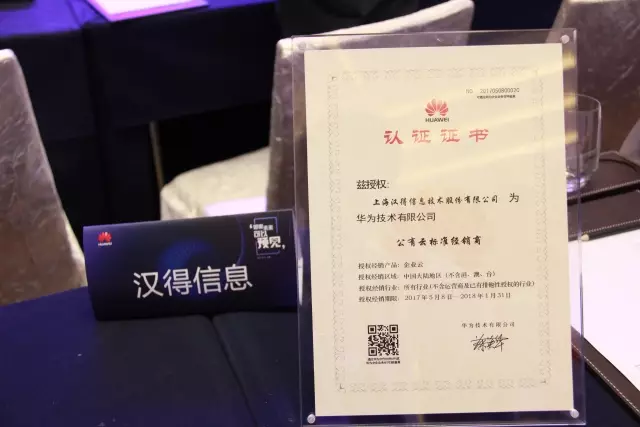 HUAWEI
认证证书
兹授权：
上海汉得信息技术股份有限公司 为
华为技术有限公司
公有云标准经销商
授权经销产品：企业云
授权经销区域：中国大陆地区（不含港、澳、台）
授权经销行业：所有行业(不含运营商及已有排他性授权的行业)
授权经销期限：2017年5月8日—2018年1月31日
华为技术有限公司
预见
汉得信息